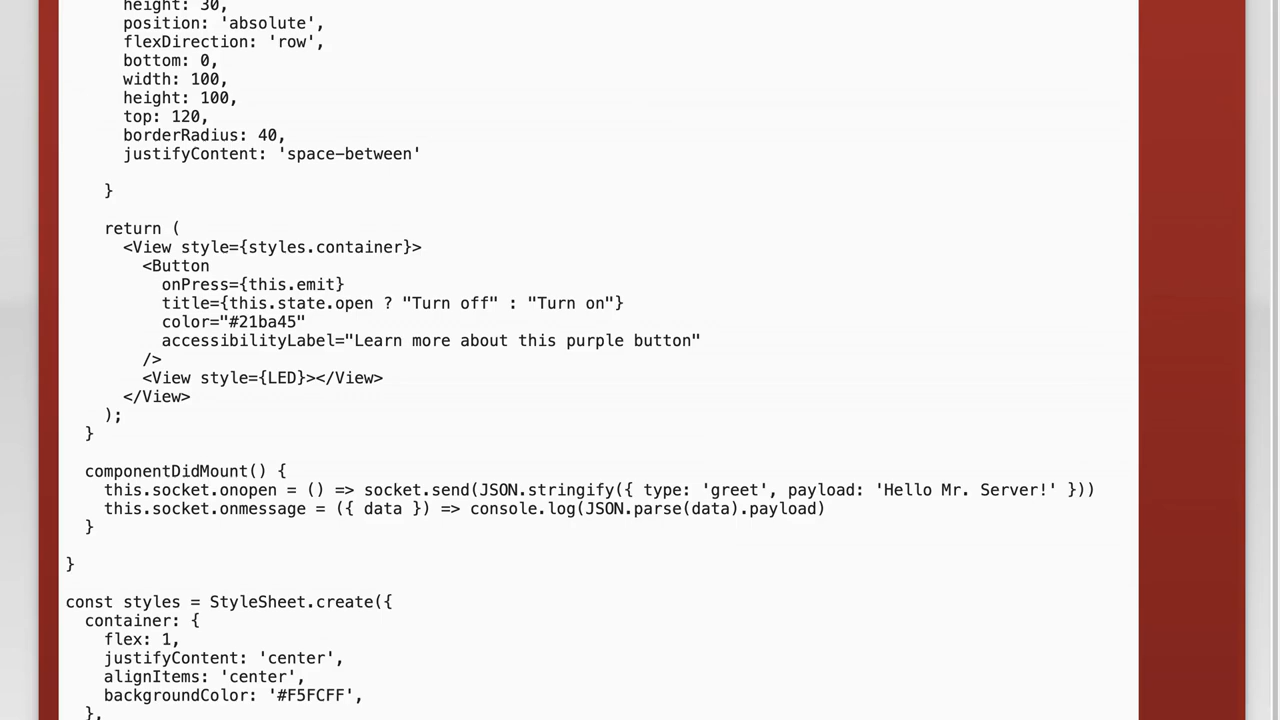 height: 30,
position: 'absolute',
flexDirection: 'row',
bottom: 0,
width: 100,
height: 100,
top: 120,
borderRadius: 40,
justifyContent: 'space-between'
}
return (
<View style={styles.container}>
<Button
onPress={this.emit}
title={this.state.open ? "Turn off" : "Turn on"}
color="#21ba45"
accessibilityLabel="Learn more about this purple button"
/>
<View style={LED}></View>
</View>
);
}
componentDidMount() {
this.socket.onopen = () => socket.send(JSON.stringify({ type: 'greet', payload: 'Hello Mr. Server!' }))
this.socket.onmessage = ({ data }) => console.log(JSON.parse(data).payload)
}
}
const styles = StyleSheet.create({
container: {
flex: 1,
justifyContent: 'center',
alignItems: 'center',
backgroundColor: '#F5FCFF',
},